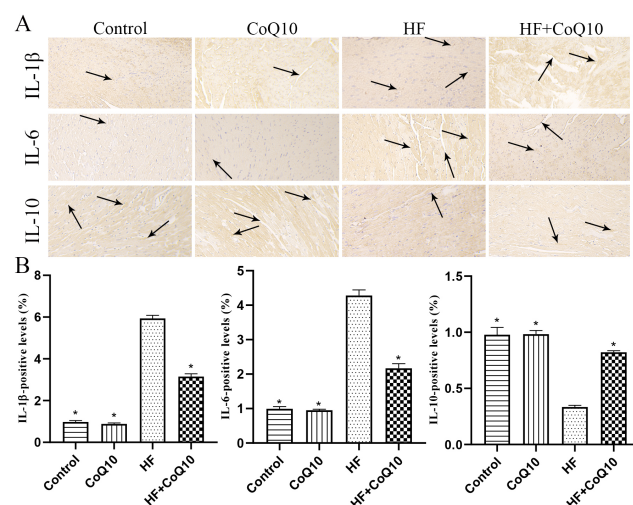 A
Control CoQ10 HF HF+CoQ10
IL-1β
IL-6
IL-10
B
IL-1β-positive levels (%)
8
6
4
2
0
* * *
Control CoQ10 HF HF+CoQ10
IL-6-positive levels (%)
6
5
4
3
2
1
0
* * *
Control CoQ10 HF HF+CoQ10
IL-10-positive levels (%)
1.5
1.0
0.5
0.0
* * *
Control CoQ10 HF HF+CoQ10